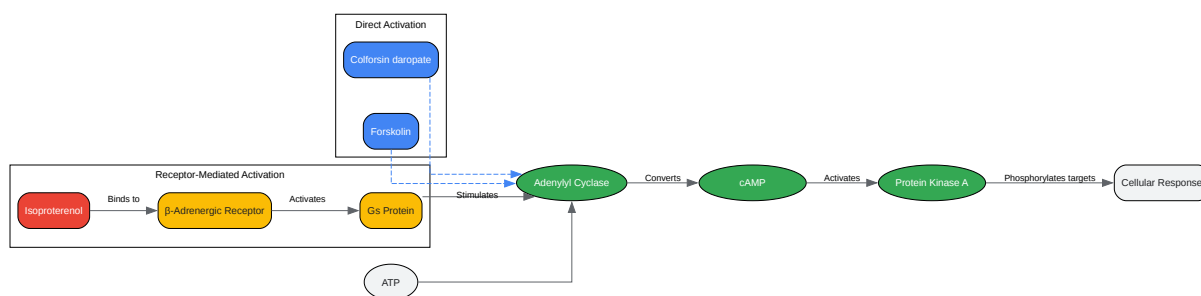 Direct Activation
Colforsin daropate
Forskolin
Receptor-Mediated Activation
Isoproterenol
Binds to
β-Adrenergic Receptor
Activates
Gs Protein
Stimulates
Adenylyl Cyclase
Converts
cAMP
Activates
Protein Kinase A
Phosphorylates targets
Cellular Response
ATP